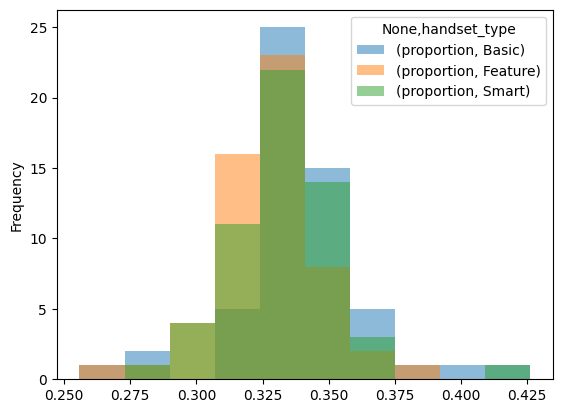 None,handset_type
(proportion, Basic)
(proportion, Feature)
(proportion, Smart)
Frequency
25
20
15
10
5
0
0.250 0.275 0.300 0.325 0.350 0.375 0.400 0.425